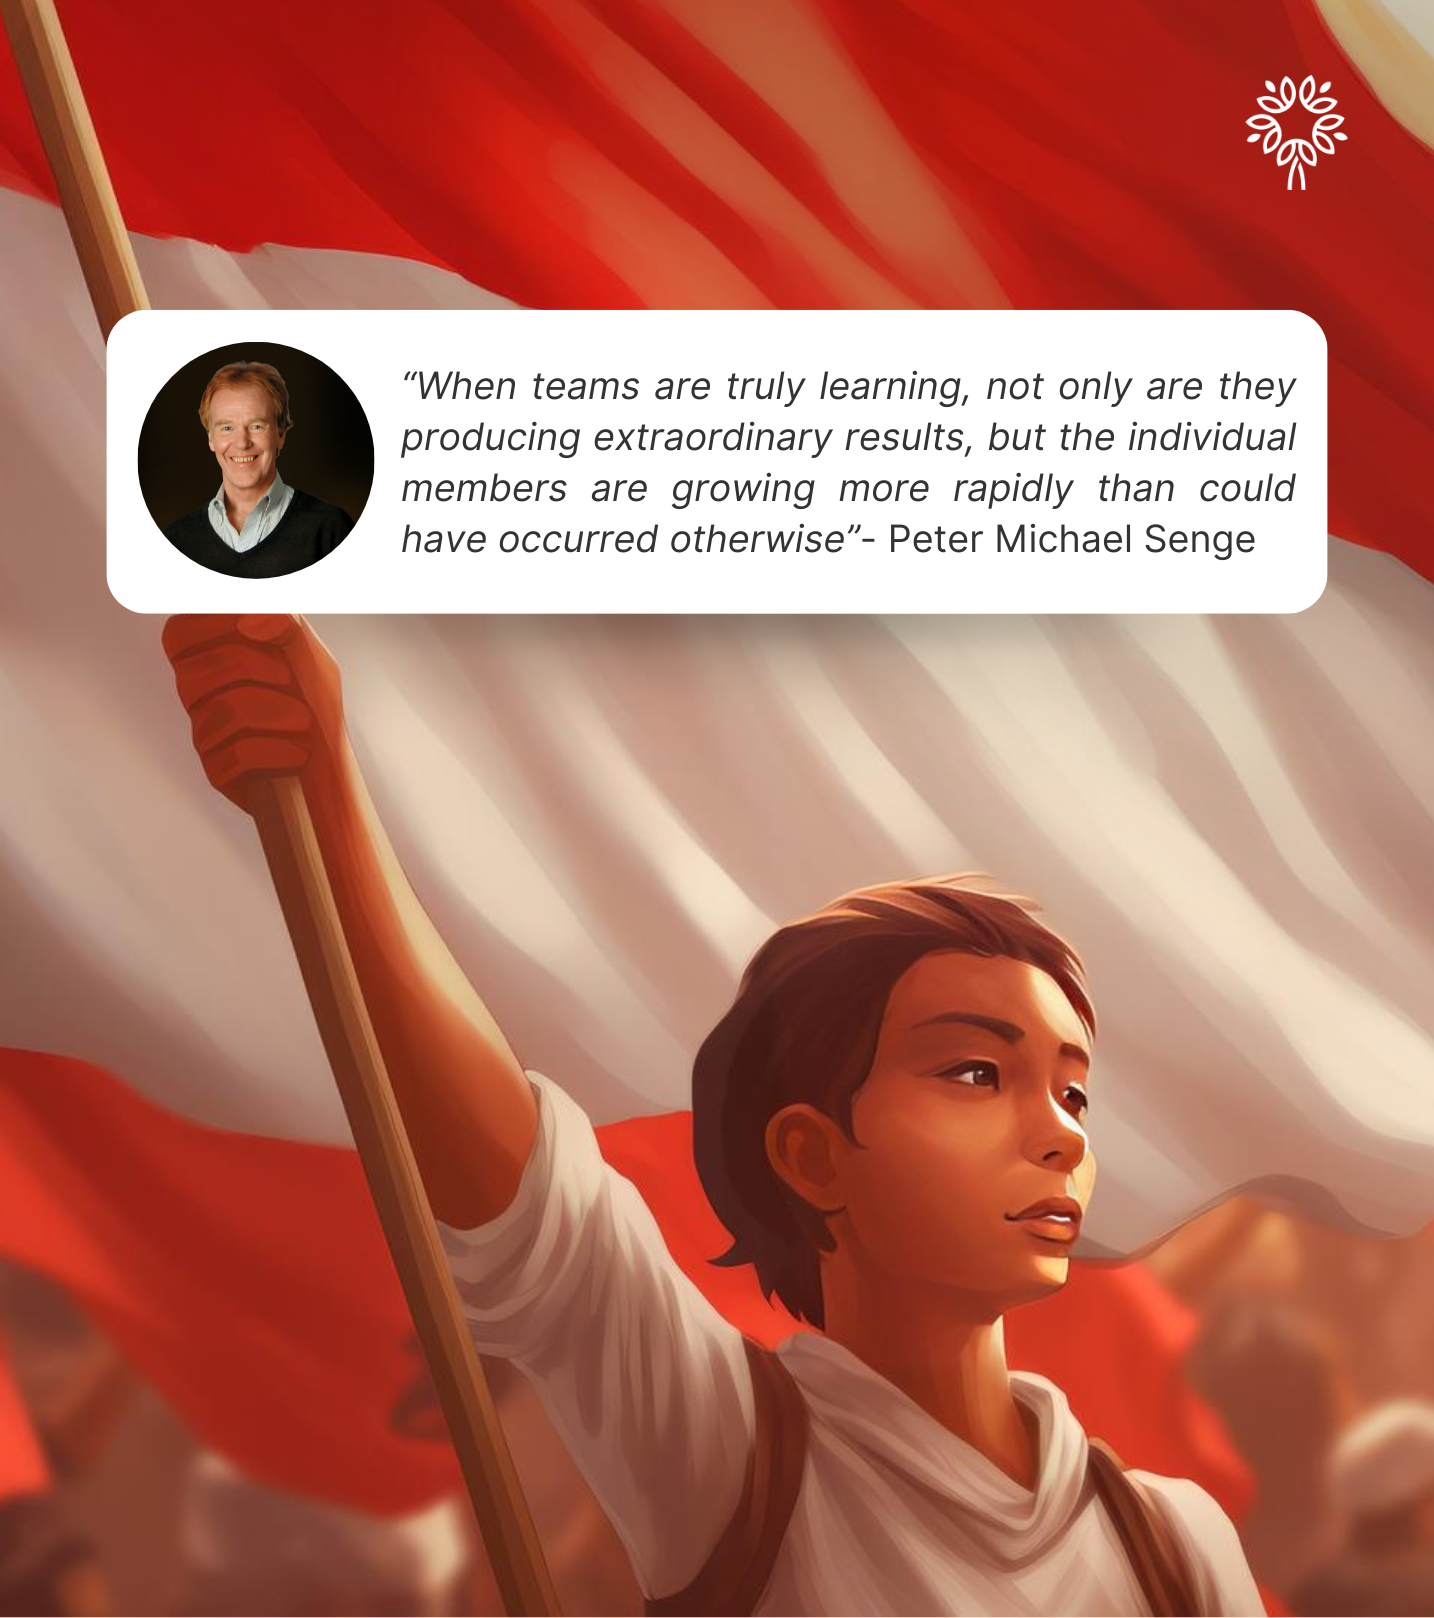 “When teams are truly learning, not only are they
producing extraordinary results, but the individual
members are growing more rapidly than could
have occurred otherwise”- Peter Michael Senge